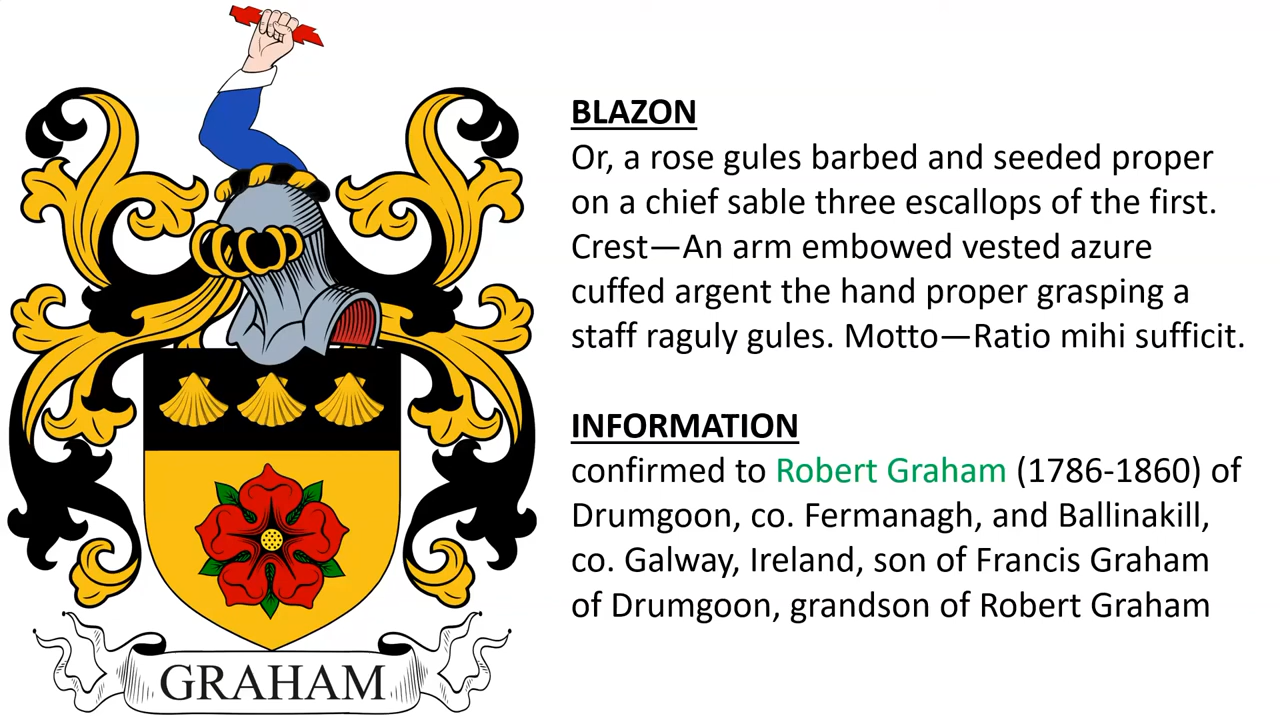 BLAZON
Or, a rose gules barbed and seeded proper
on a chief sable three escallops of the first.
Crest—An arm embowed vested azure
cuffed argent the hand proper grasping a
staff raguly gules. Motto—Ratio mihi sufficit.
INFORMATION
confirmed to Robert Graham (1786-1860) of
Drumgoon, co. Fermanagh, and Ballinakill,
co. Galway, Ireland, son of Francis Graham
of Drumgoon, grandson of Robert Graham
GRAHAM